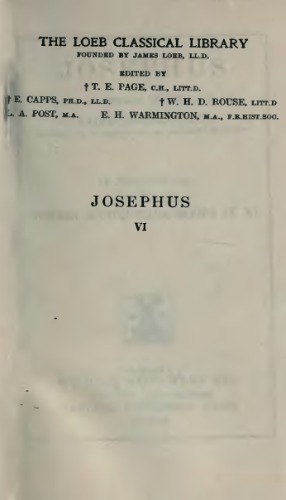 THE LOEB CLASSICAL LIBRARY
FOUNDED BY JAMES LOEB, LL.D.
EDITED BY
† T. E. PAGE, C.H., LITT.D.
† E. CAPPS, PH.D., LL.D. † W. H. D. ROUSE, LITT.D
A. POST, M.A. E. H. WARMINGTON, M.A., F.R.HIST.SOC.
JOSEPHUS
VI